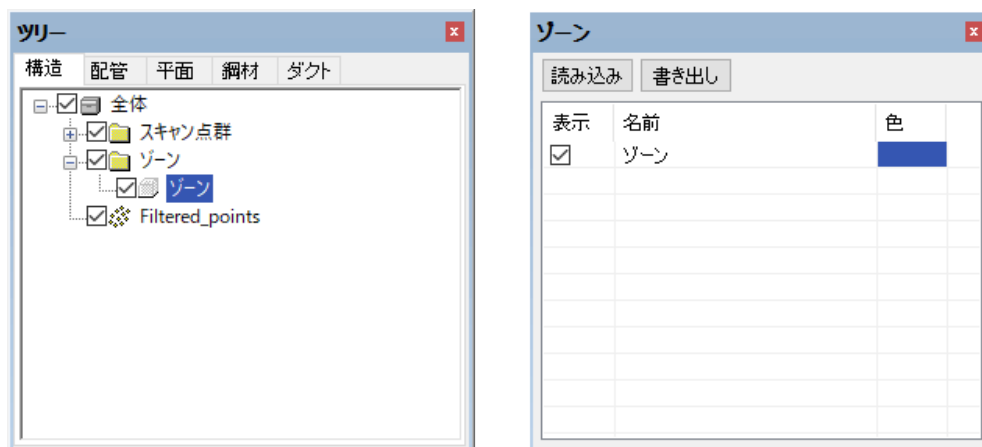 ツリー
構造 配管 平面 鋼材 ダクト
全体
スキャン点群
ゾーン
ゾーン
Filtered_points
ゾーン
読み込み 書き出し
表示 名前 色
ゾーン